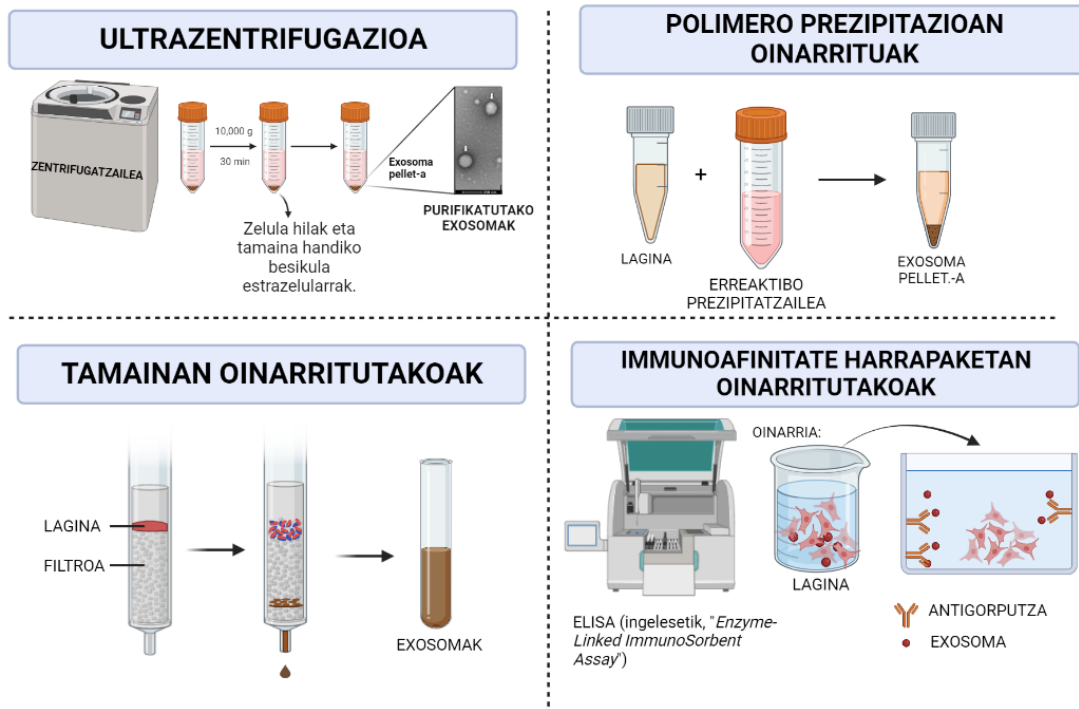 ULTRAZENTRIFUGAZIOA
ZENTRIFUGATZAILEA
10,000 g
30 min
Exosoma
pellet-a
PURIFIKATUTAKO
EXOSOMAK
Zelula hilak eta
tamaina handiko
besikula
estrazelularrak.
POLIMERO PREZIPITAZIOAN
OINARRITUAK
+
LAGINA
ERREAKTIBO
PREZIPITATZAILEA
EXOSOMA
PELLET.-A
TAMAINAN OINARRITUTAKOAK
LAGINA
FILTROA
EXOSOMAK
IMMUNOAFINITATE HARRAPAKETAN
OINARRITUTAKOAK
OINARRIA:
LAGINA
ELISA (ingelesetik, "Enzyme-
Linked ImmunoSorbent
Assay")
ANTIGORPUTZA
EXOSOMA